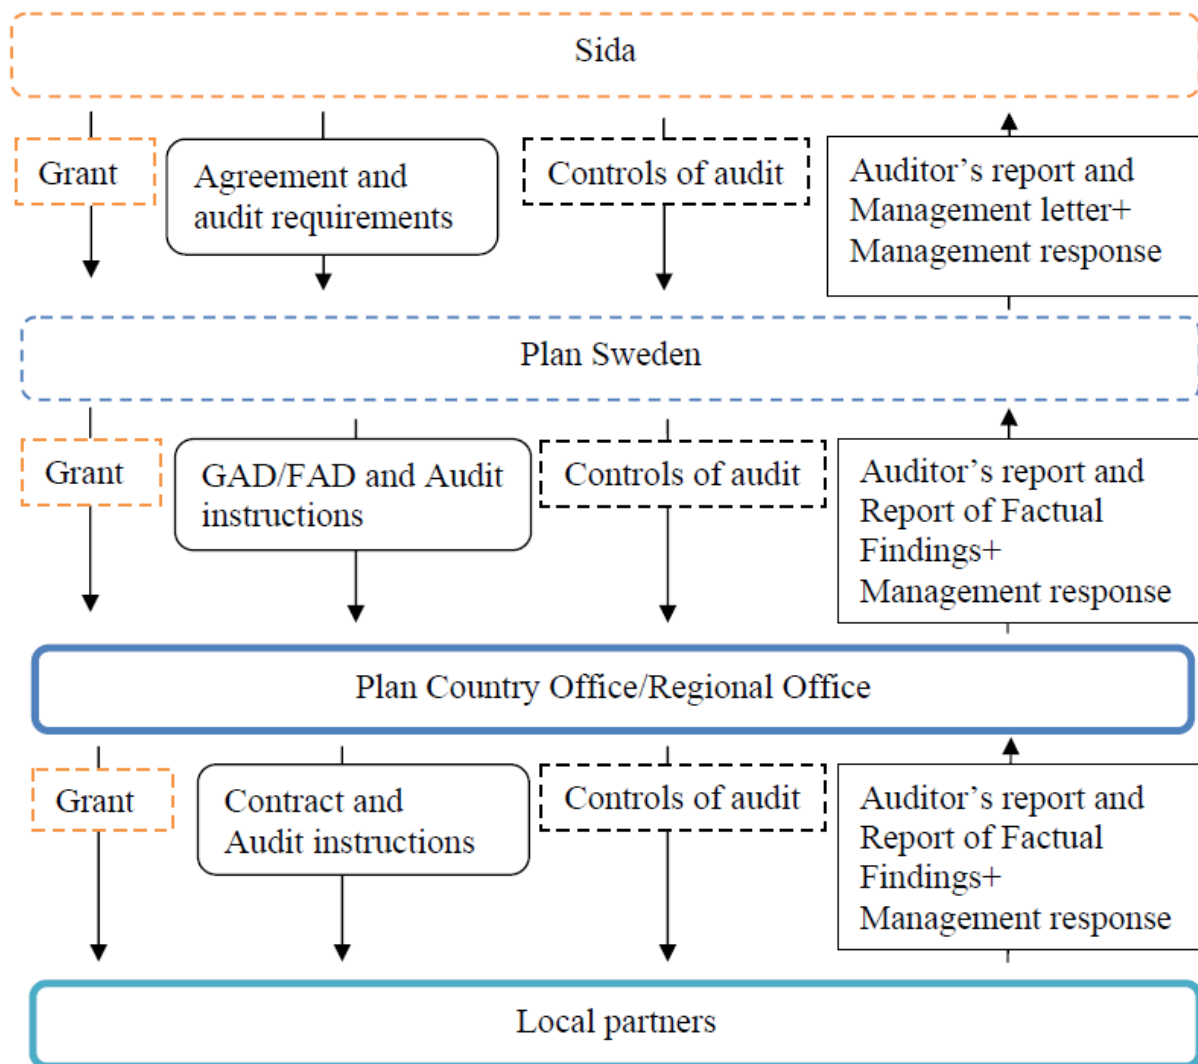 Sida
Grant
Agreement and
audit requirements
Controls of audit
Auditor’s report and
Management letter+
Management response
Plan Sweden
Grant
GAD/FAD and Audit
instructions
Controls of audit
Auditor’s report and
Report of Factual
Findings+
Management response
Plan Country Office/Regional Office
Grant
Contract and
Audit instructions
Controls of audit
Auditor’s report and
Report of Factual
Findings+
Management response
Local partners